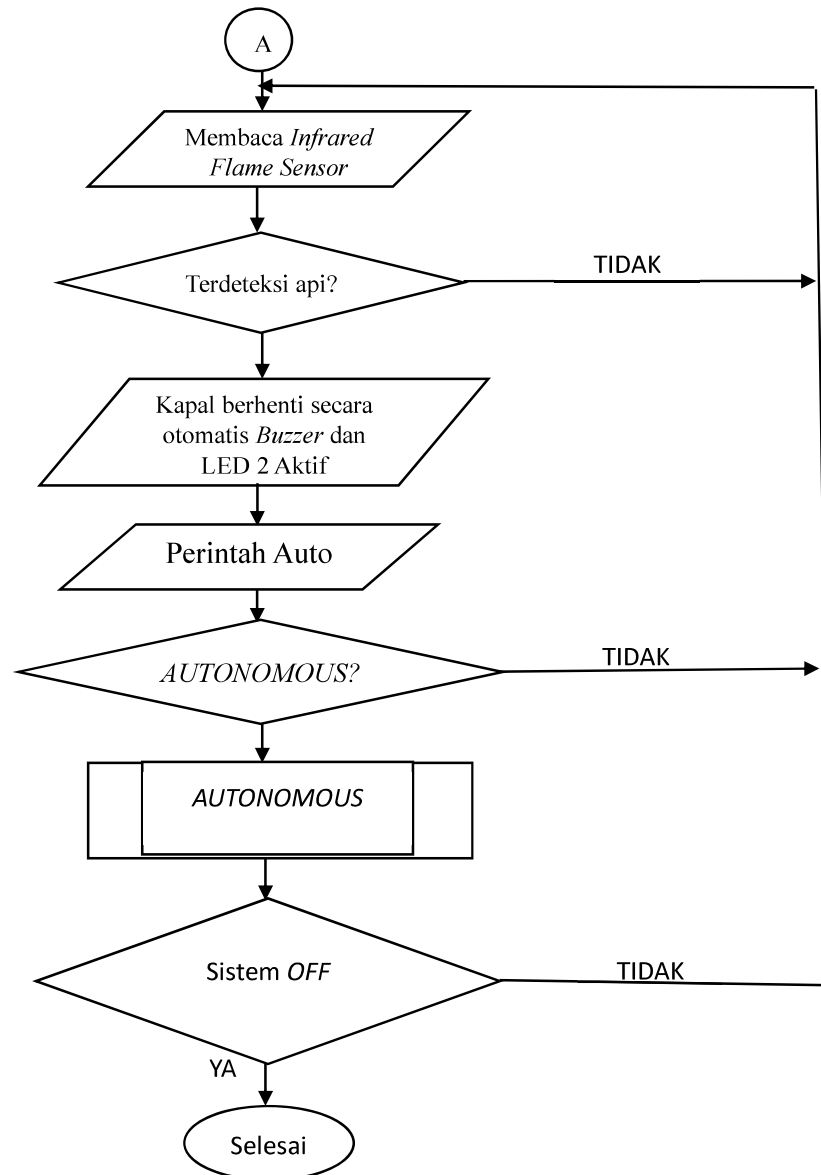 A
Membaca Infrared
Flame Sensor
Terdeteksi api?
TIDAK
Kapal berhenti secara
otomatis Buzzer dan
LED 2 Aktif
Perintah Auto
AUTONOMOUS?
TIDAK
AUTONOMOUS
Sistem OFF
TIDAK
YA
Selesai